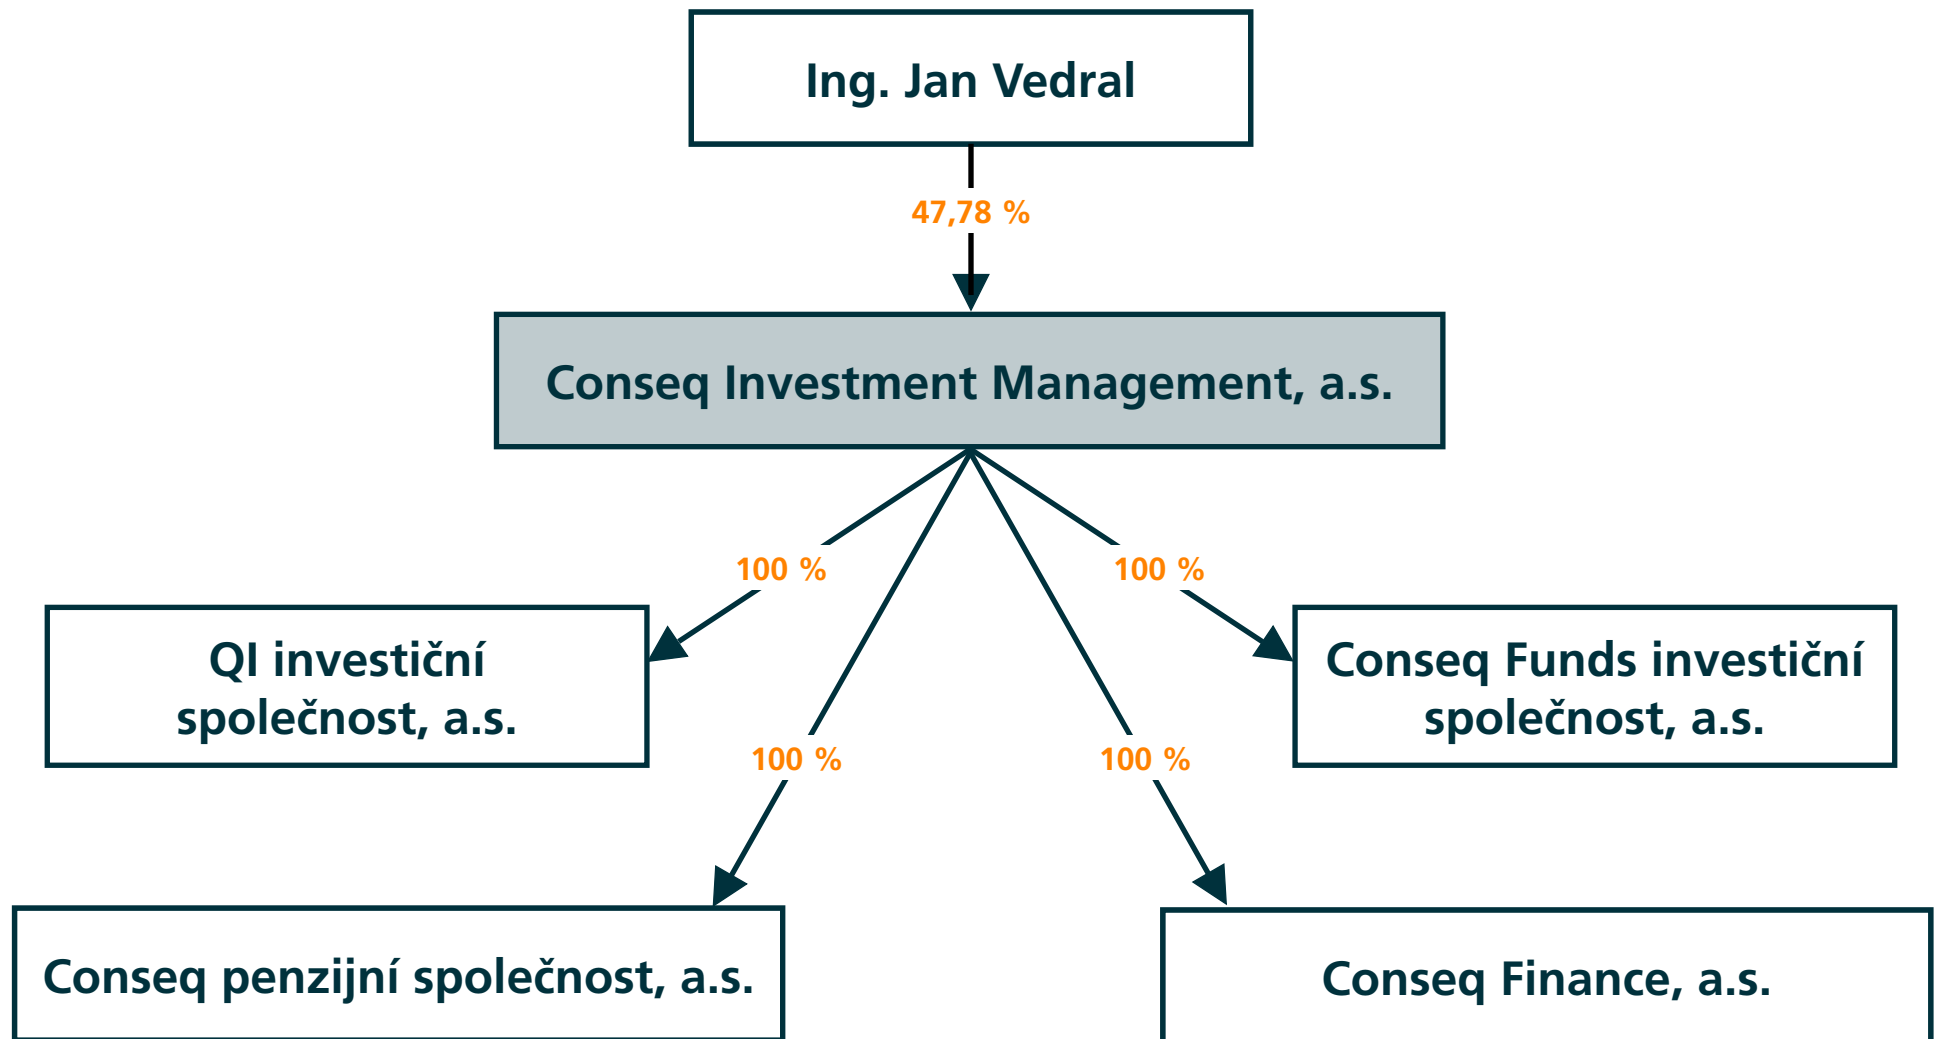 Ing. Jan Vedral
47,78 %
Conseq Investment Management, a.s.
100 %
100 %
QI investiční
společnost, a.s.
Conseq Funds investiční
společnost, a.s.
100 %
100 %
Conseq penzijní společnost, a.s.
Conseq Finance, a.s.